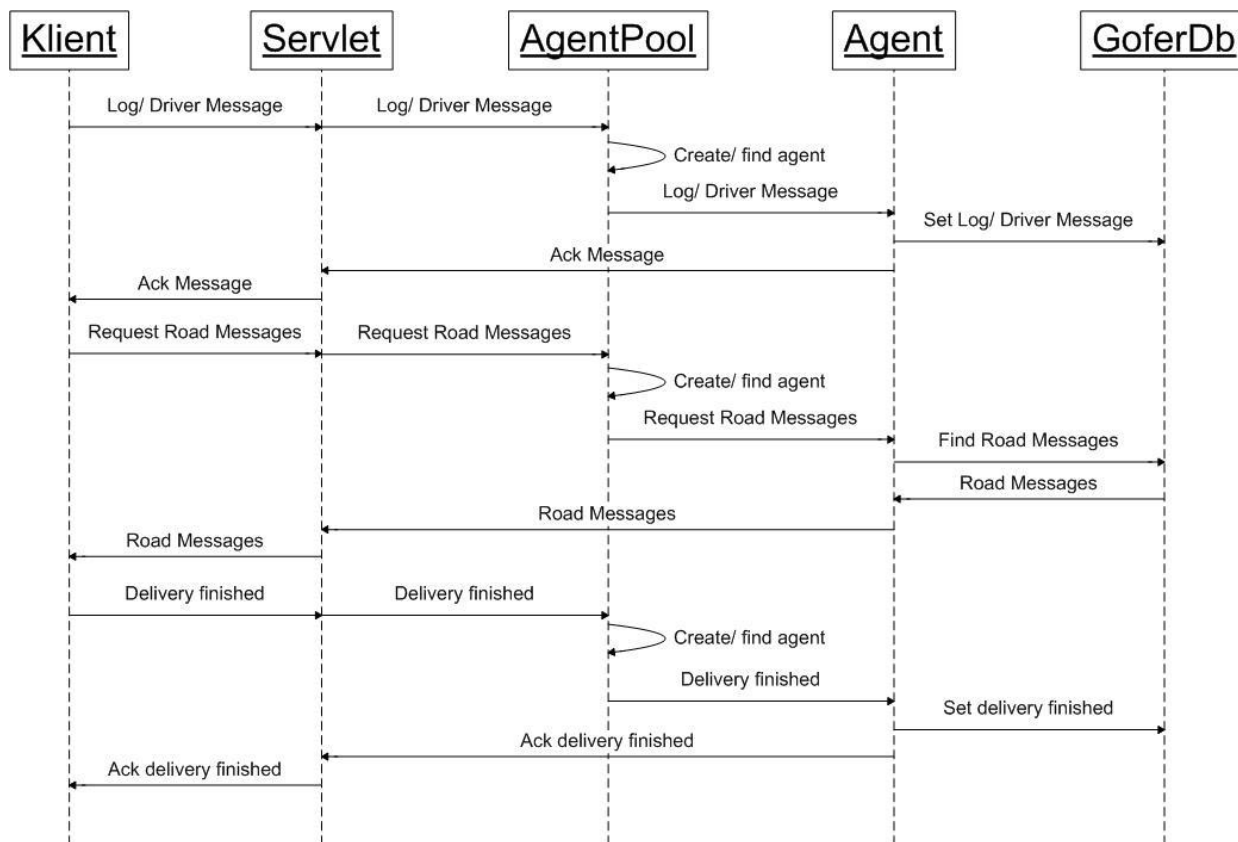 Klient
Servlet
AgentPool
Agent
GoferDb
Log/ Driver Message
Log/ Driver Message
Create/ find agent
Log/ Driver Message
Set Log/ Driver Message
Ack Message
Ack Message
Request Road Messages
Request Road Messages
Create/ find agent
Request Road Messages
Find Road Messages
Road Messages
Road Messages
Road Messages
Delivery finished
Delivery finished
Create/ find agent
Delivery finished
Set delivery finished
Ack delivery finished
Ack delivery finished